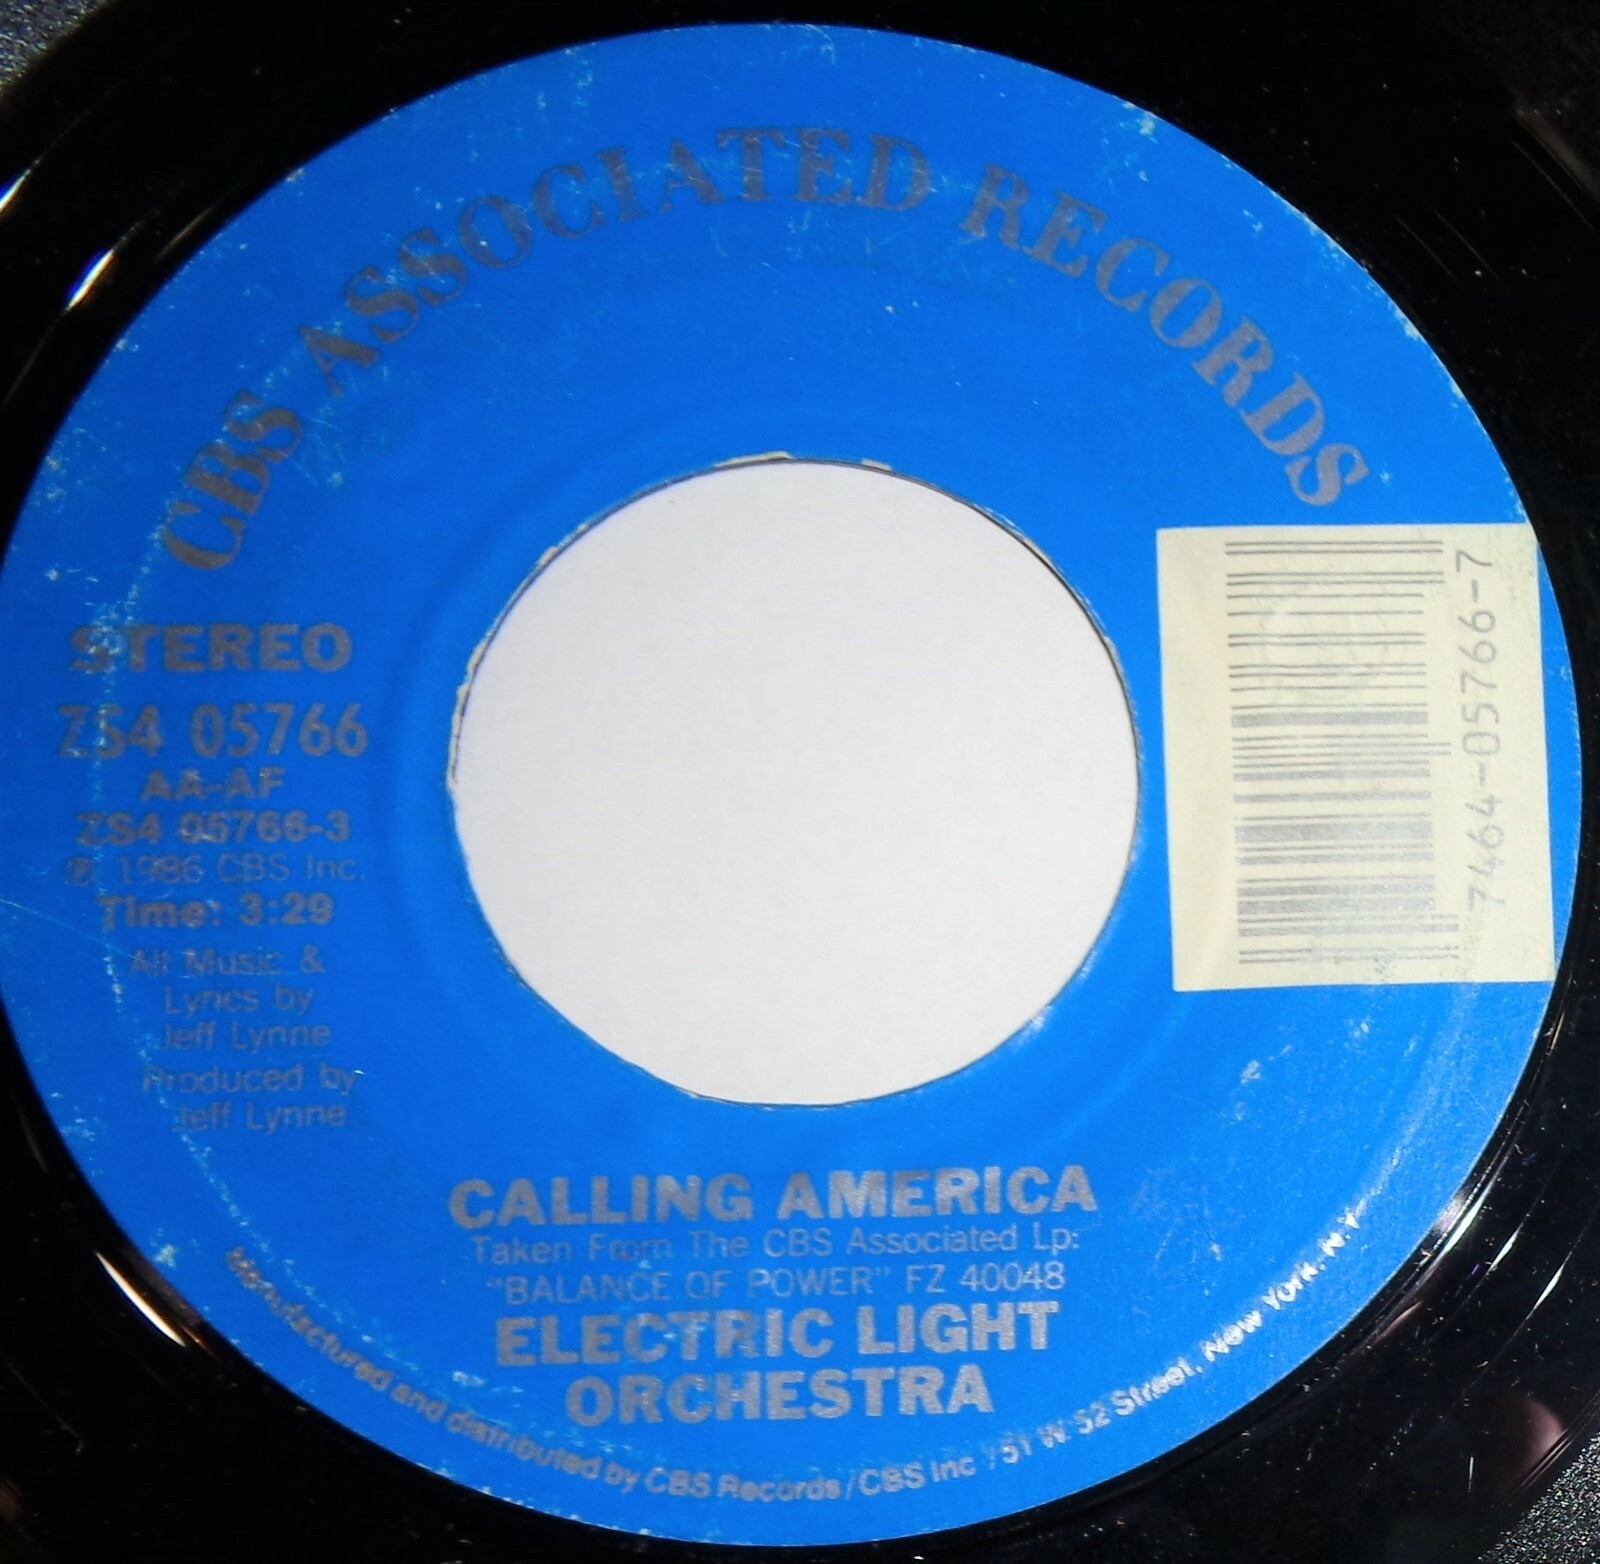 CBS ASSOCIATED RECORDS
STEREO
ZS4 05766
AA-AF
ZS4 05766-3
℗ 1986 CBS Inc.
Time: 3:29
All Music &
Lyrics by
Jeff Lynne
Produced by
Jeff Lynne
7464-05766-7
CALLING AMERICA
Taken From The CBS Associated Lp:
"BALANCE OF POWER" FZ 40048
ELECTRIC LIGHT
ORCHESTRA
Manufactured and distributed by CBS Records/CBS Inc / 51 W 52 Street, New York, N.Y.